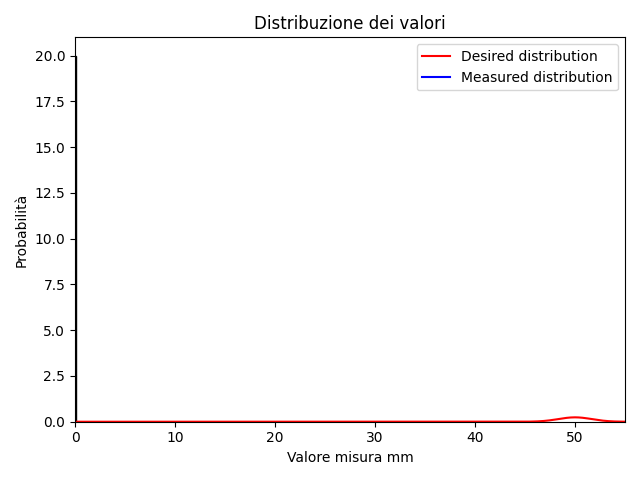 Distribuzione dei valori
Desired distribution
Measured distribution
20.0
17.5
15.0
12.5
10.0
7.5
5.0
2.5
0.0
Probabilità
0 10 20 30 40 50
Valore misura mm